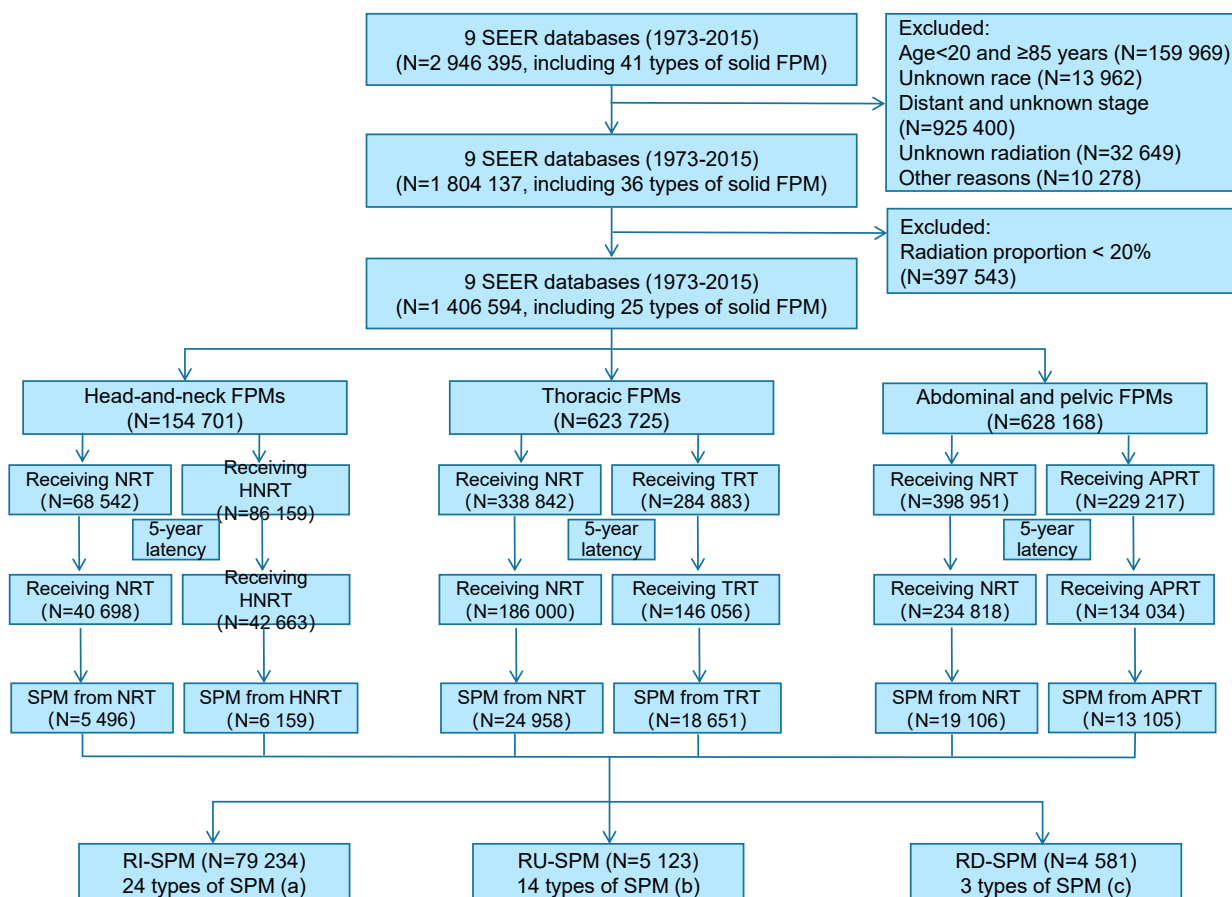 9 SEER databases (1973-2015)
(N=2 946 395, including 41 types of solid FPM)
Excluded:
Age<20 and ≥85 years (N=159 969)
Unknown race (N=13 962)
Distant and unknown stage
(N=925 400)
Unknown radiation (N=32 649)
Other reasons (N=10 278)
9 SEER databases (1973-2015)
(N=1 804 137, including 36 types of solid FPM)
Excluded:
Radiation proportion < 20%
(N=397 543)
9 SEER databases (1973-2015)
(N=1 406 594, including 25 types of solid FPM)
Head-and-neck FPMs
(N=154 701)
Thoracic FPMs
(N=623 725)
Abdominal and pelvic FPMs
(N=628 168)
Receiving NRT
(N=68 542)
Receiving
HNRT
(N=86 159)
Receiving NRT
(N=338 842)
Receiving TRT
(N=284 883)
Receiving NRT
(N=398 951)
Receiving APRT
(N=229 217)
5-year
latency
5-year
latency
5-year
latency
Receiving NRT
(N=40 698)
Receiving
HNRT
(N=42 663)
Receiving NRT
(N=186 000)
Receiving TRT
(N=146 056)
Receiving NRT
(N=234 818)
Receiving APRT
(N=134 034)
SPM from NRT
(N=5 496)
SPM from HNRT
(N=6 159)
SPM from NRT
(N=24 958)
SPM from TRT
(N=18 651)
SPM from NRT
(N=19 106)
SPM from APRT
(N=13 105)
RI-SPM (N=79 234)
24 types of SPM (a)
RU-SPM (N=5 123)
14 types of SPM (b)
RD-SPM (N=4 581)
3 types of SPM (c)